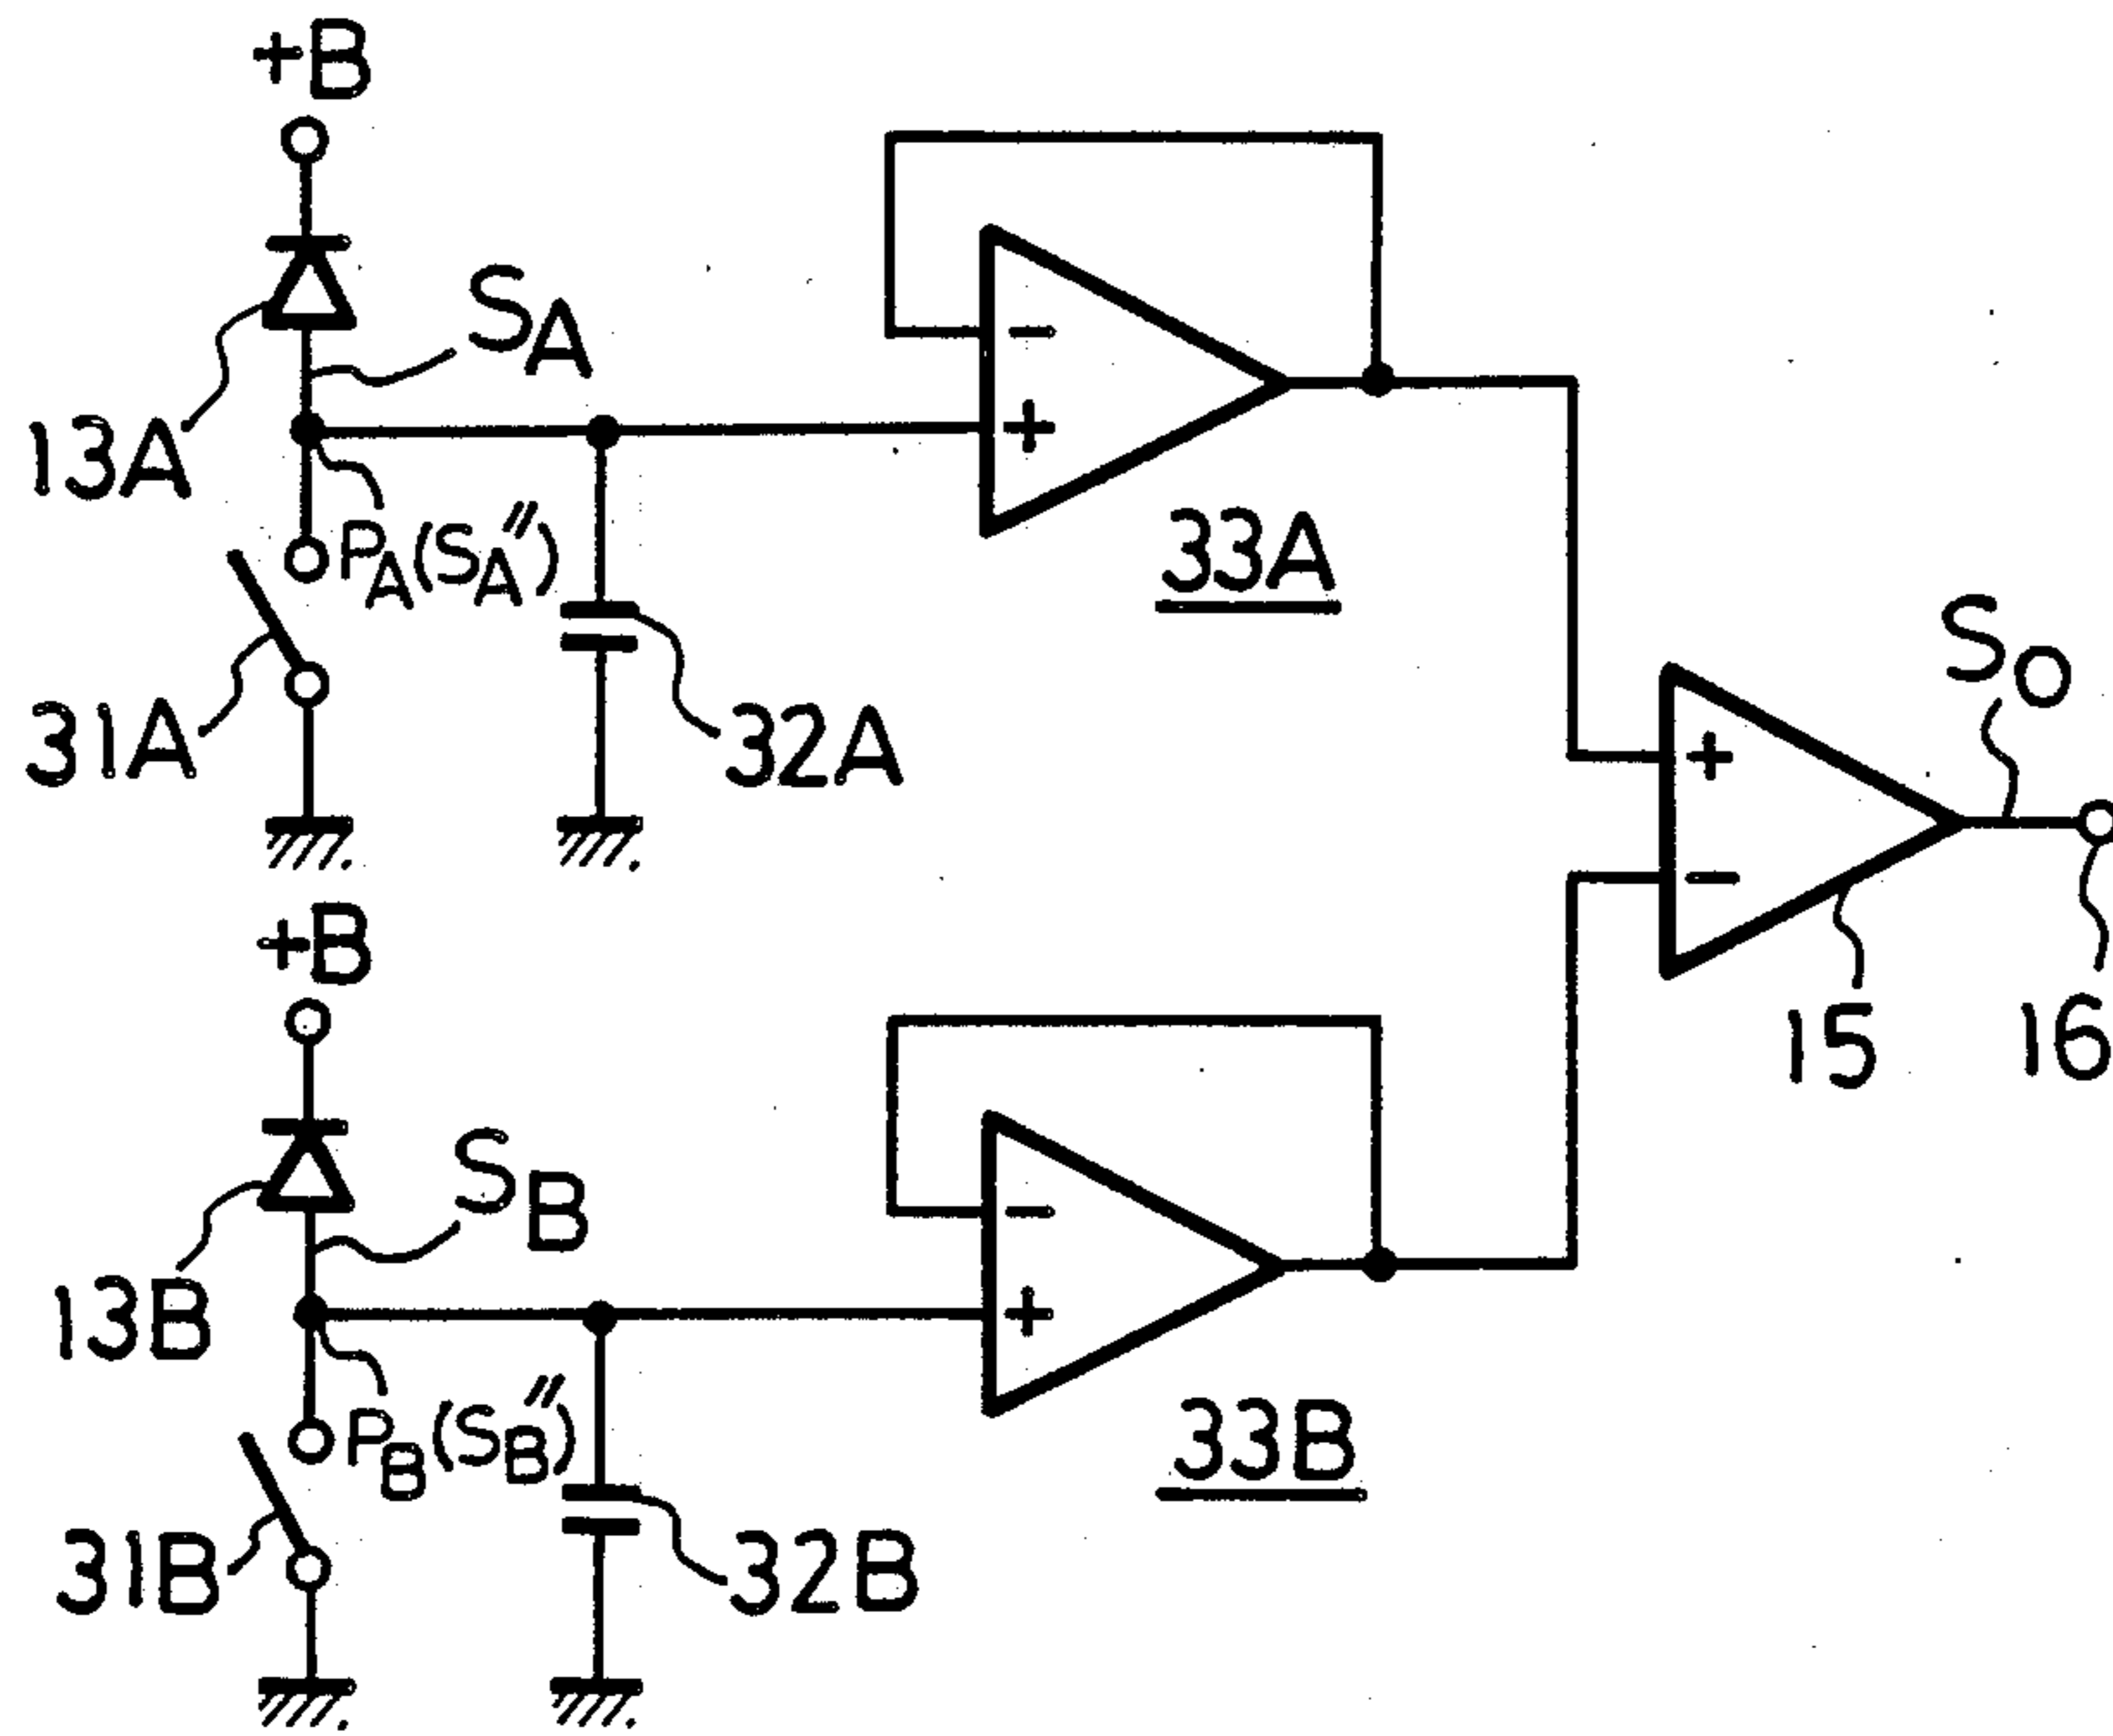 +B
SA
13A
PA(SA'')
31A
32A
−
+
33A
SO
+
−
15
16
+B
SB
13B
PB(SB'')
31B
32B
−
+
33B